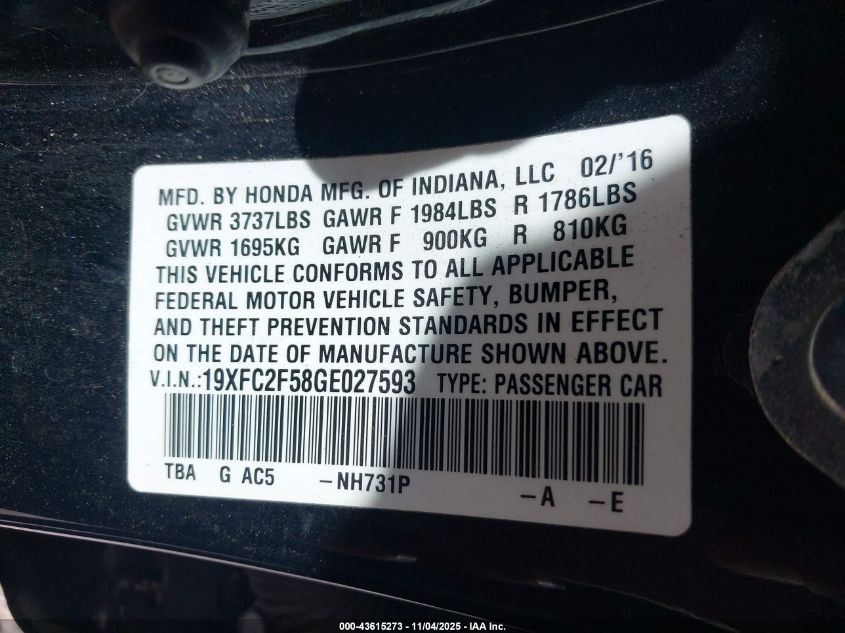 MFD. BY HONDA MFG. OF INDIANA, LLC 02/'16
GVWR 3737LBS GAWR F 1984LBS R 1786LBS
GVWR 1695KG GAWR F 900KG R 810KG
THIS VEHICLE CONFORMS TO ALL APPLICABLE
FEDERAL MOTOR VEHICLE SAFETY, BUMPER,
AND THEFT PREVENTION STANDARDS IN EFFECT
ON THE DATE OF MANUFACTURE SHOWN ABOVE.
V.I.N.:19XFC2F58GE027593 TYPE: PASSENGER CAR
TBA G AC5 –NH731P –A –E
000-43615273 - 11/04/2025 - IAA Inc.